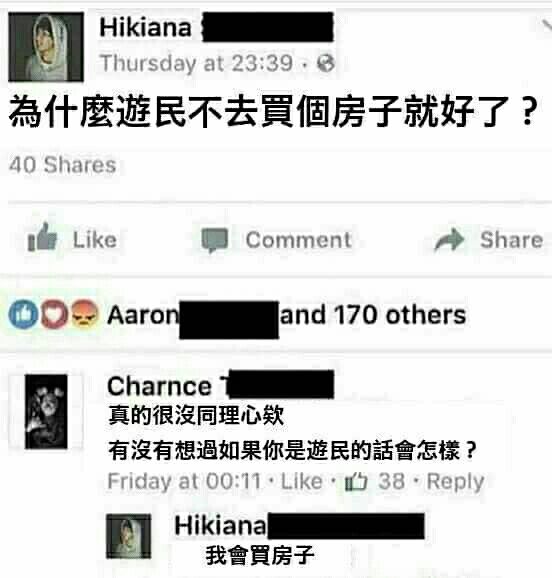 Hikiana
Thursday at 23:39 ·
為什麼遊民不去買個房子就好了？
40 Shares
Like Comment Share
Aaron and 170 others
Charnce T
真的很沒同理心欸
有沒有想過如果你是遊民的話會怎樣？
Friday at 00:11 · Like · 38 · Reply
Hikiana
我會買房子